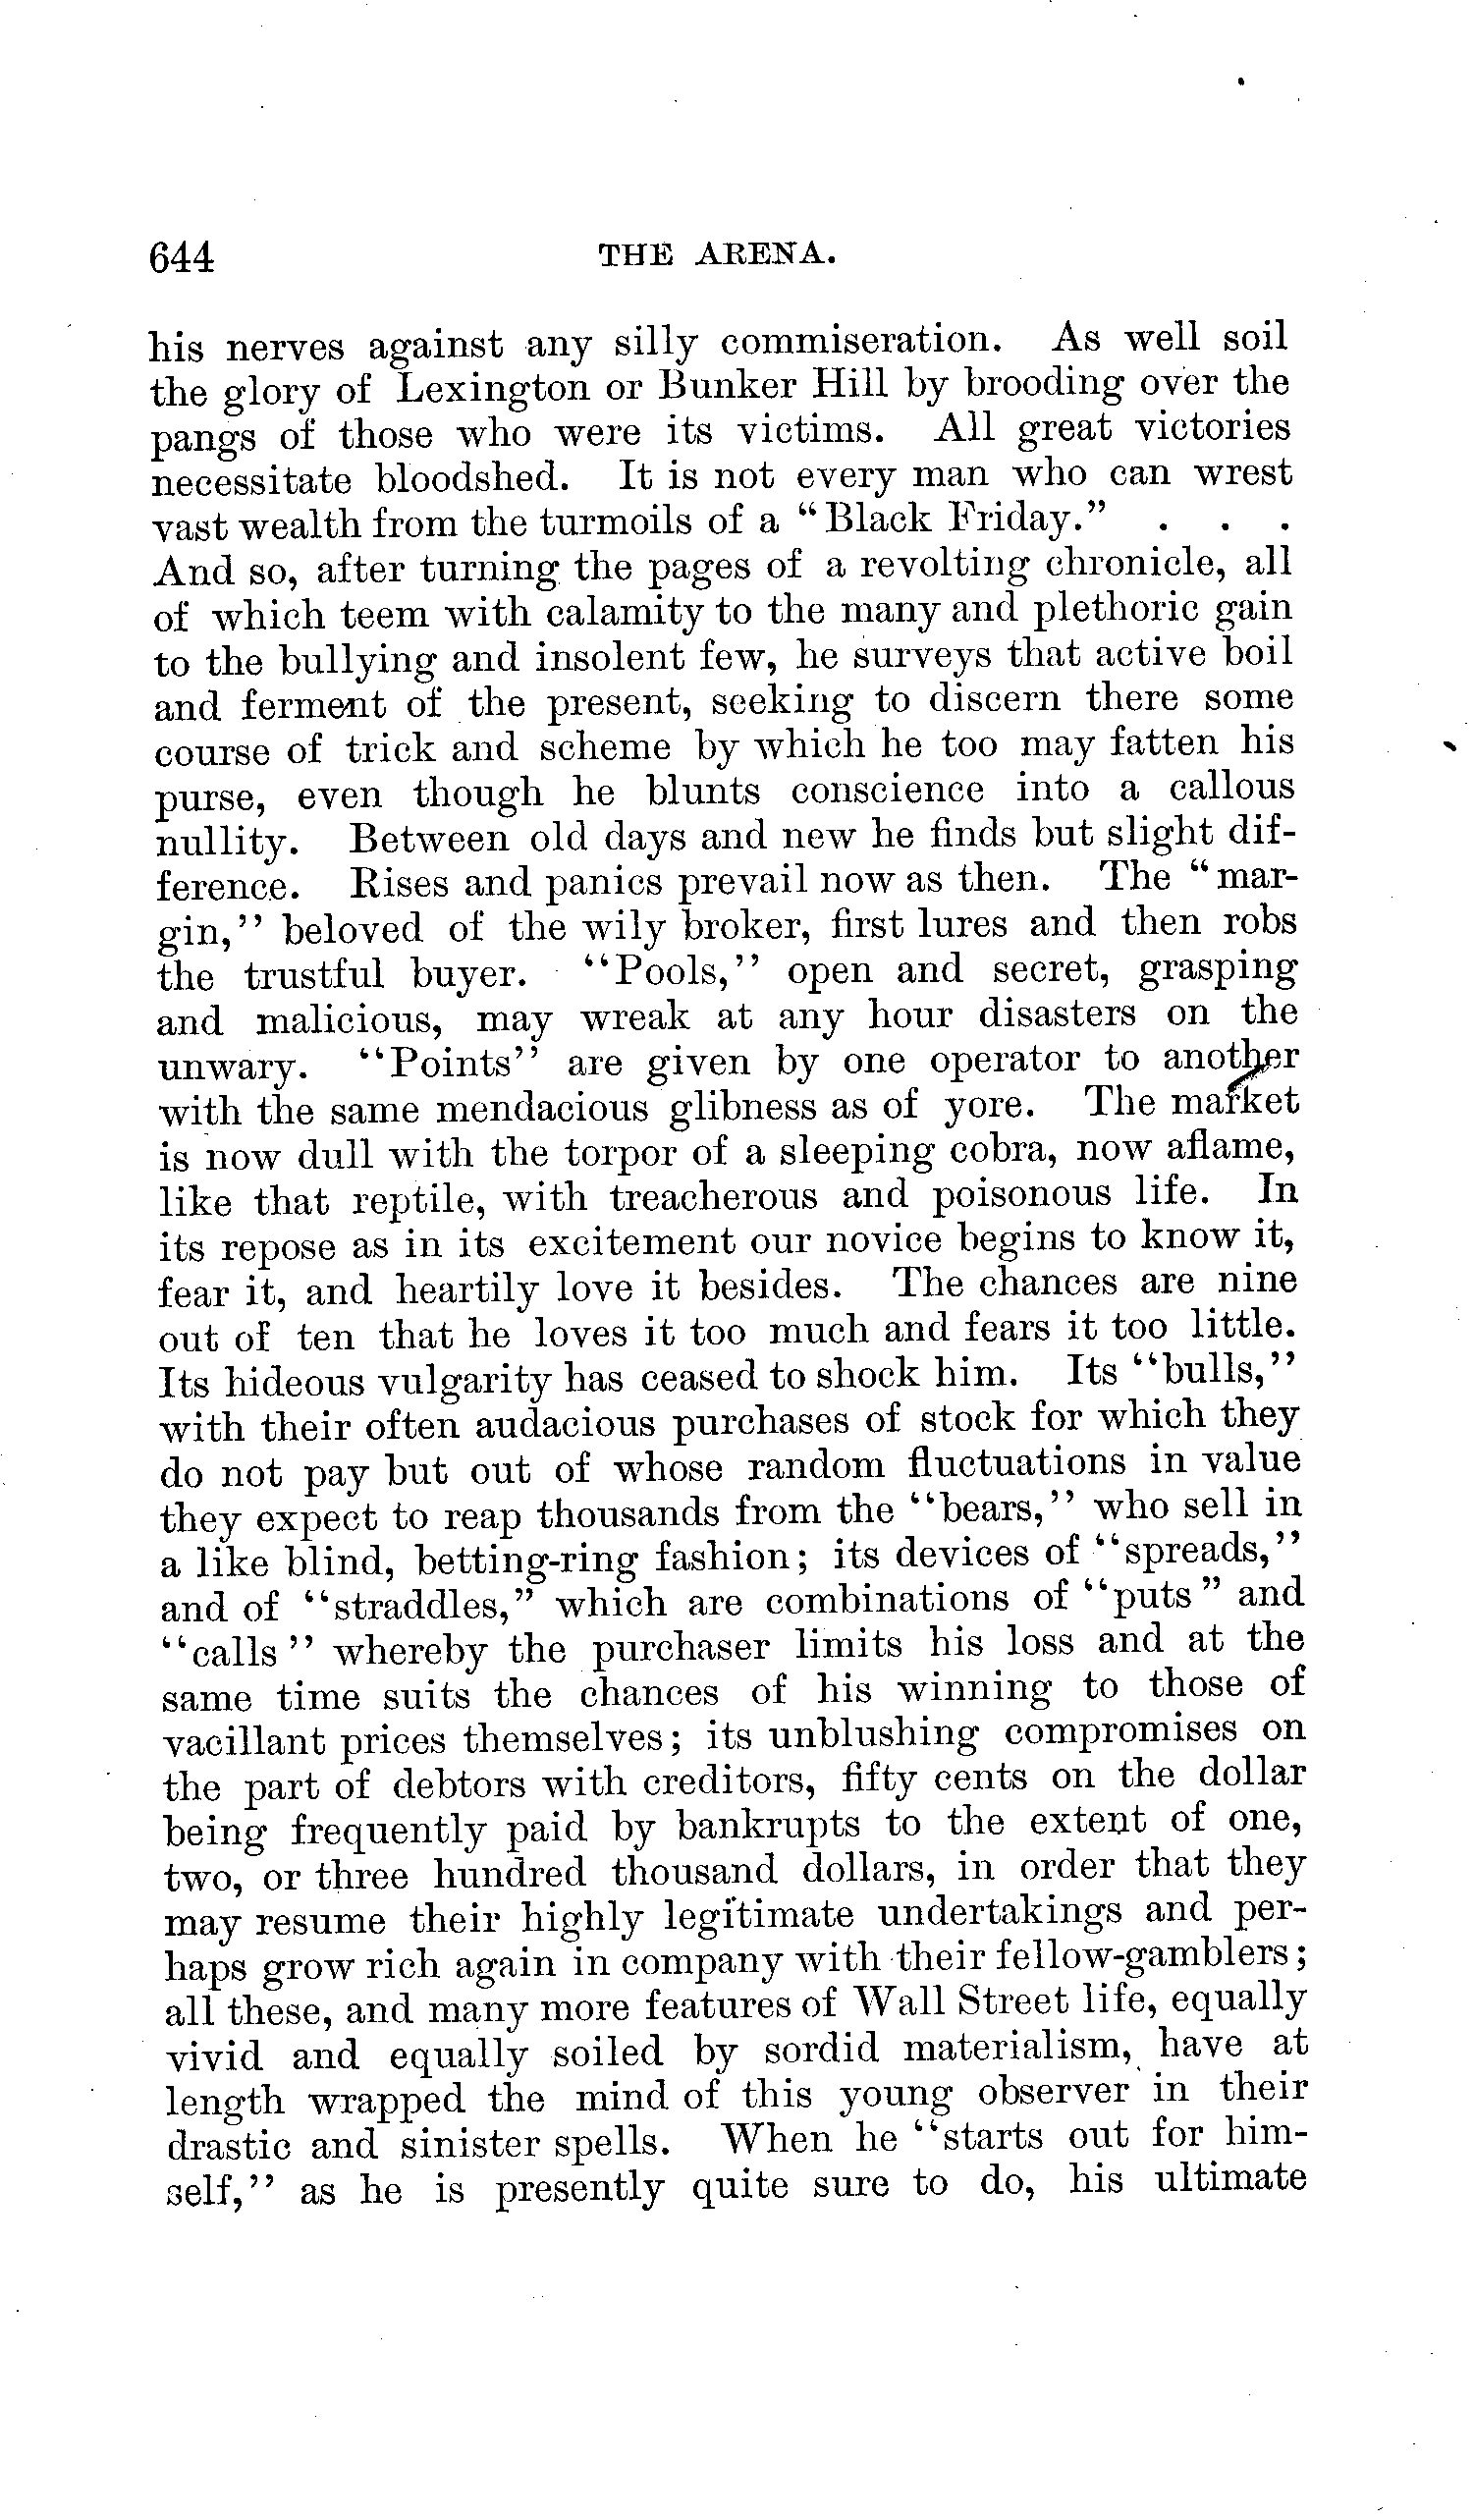 644 THE ARENA.
his nerves against any silly commiseration. As well soil
the glory of Lexington or Bunker Hill by brooding over the
pangs of those who were its victims. All great victories
necessitate bloodshed. It is not every man who can wrest
vast wealth from the turmoils of a “Black Friday.” . . .
And so, after turning the pages of a revolting chronicle, all
of which teem with calamity to the many and plethoric gain
to the bullying and insolent few, he surveys that active boil
and ferment of the present, seeking to discern there some
course of trick and scheme by which he too may fatten his
purse, even though he blunts conscience into a callous
nullity. Between old days and new he finds but slight dif-
ference. Rises and panics prevail now as then. The “mar-
gin,” beloved of the wily broker, first lures and then robs
the trustful buyer. “Pools,” open and secret, grasping
and malicious, may wreak at any hour disasters on the
unwary. “Points” are given by one operator to another
with the same mendacious glibness as of yore. The market
is now dull with the torpor of a sleeping cobra, now aflame,
like that reptile, with treacherous and poisonous life. In
its repose as in its excitement our novice begins to know it,
fear it, and heartily love it besides. The chances are nine
out of ten that he loves it too much and fears it too little.
Its hideous vulgarity has ceased to shock him. Its “bulls,”
with their often audacious purchases of stock for which they
do not pay but out of whose random fluctuations in value
they expect to reap thousands from the “bears,” who sell in
a like blind, betting-ring fashion; its devices of “spreads,”
and of “straddles,” which are combinations of “puts” and
“calls” whereby the purchaser limits his loss and at the
same time suits the chances of his winning to those of
vacillant prices themselves; its unblushing compromises on
the part of debtors with creditors, fifty cents on the dollar
being frequently paid by bankrupts to the extent of one,
two, or three hundred thousand dollars, in order that they
may resume their highly legitimate undertakings and per-
haps grow rich again in company with their fellow-gamblers;
all these, and many more features of Wall Street life, equally
vivid and equally soiled by sordid materialism, have at
length wrapped the mind of this young observer in their
drastic and sinister spells. When he “starts out for him-
self,” as he is presently quite sure to do, his ultimate